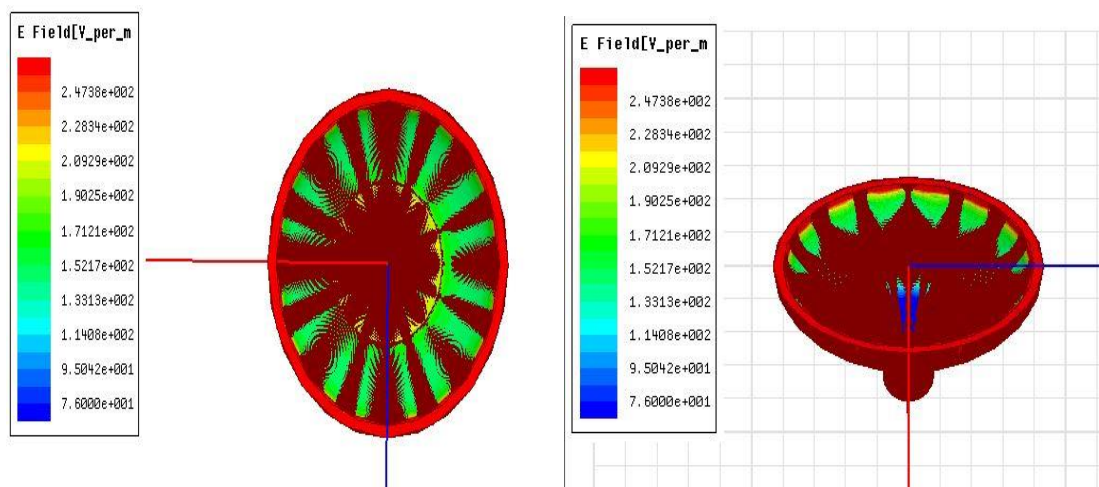 E Field[V_per_m
2.4738e+002
2.2834e+002
2.0929e+002
1.9025e+002
1.7121e+002
1.5217e+002
1.3313e+002
1.1408e+002
9.5042e+001
7.6000e+001
E Field[V_per_m
2.4738e+002
2.2834e+002
2.0929e+002
1.9025e+002
1.7121e+002
1.5217e+002
1.3313e+002
1.1408e+002
9.5042e+001
7.6000e+001